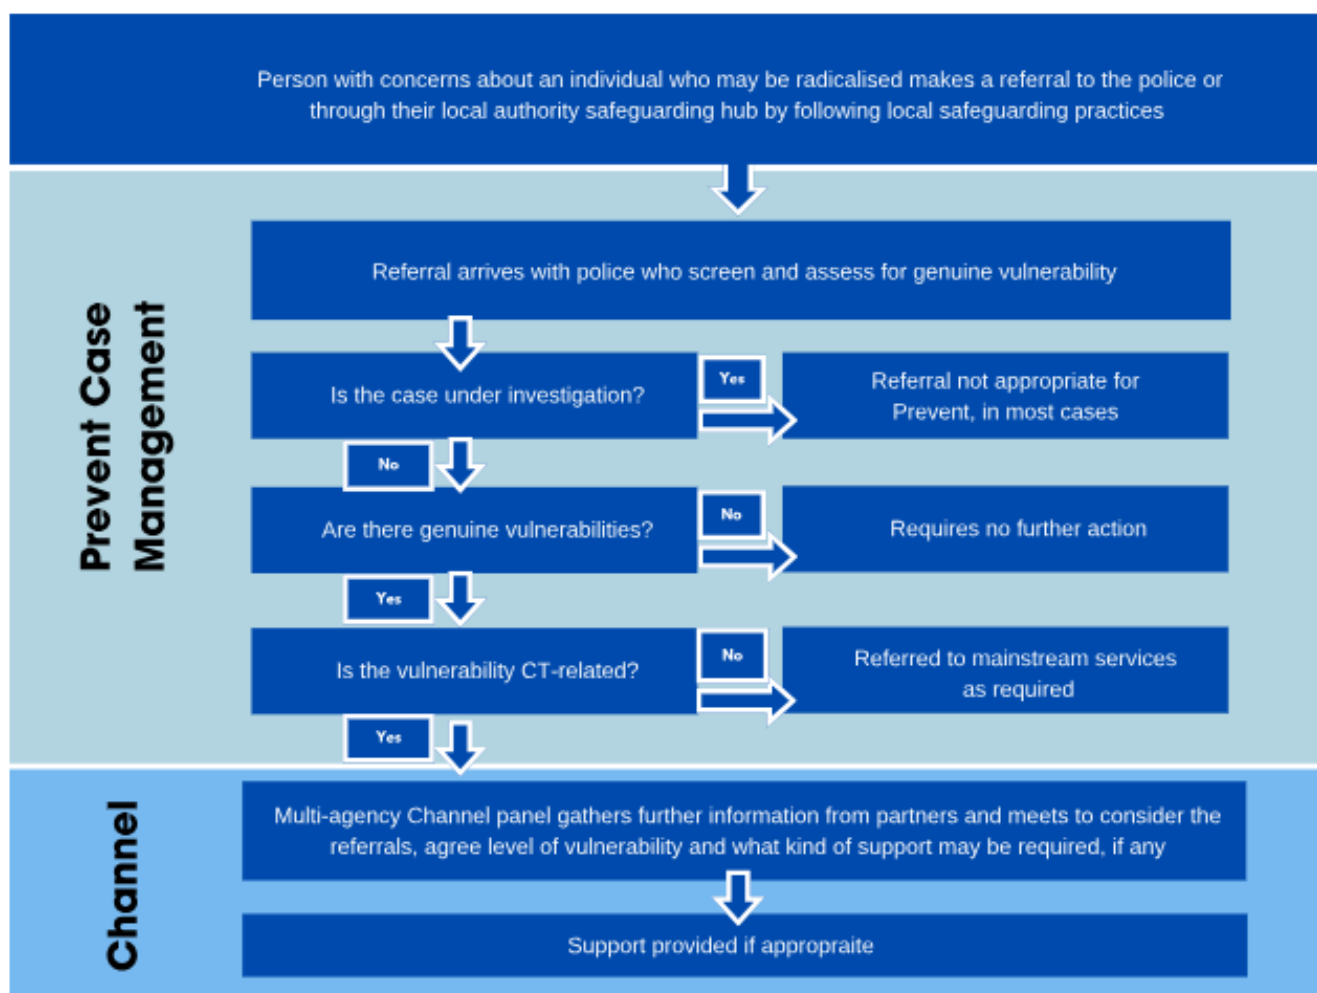 Person with concerns about an individual who may be radicalised makes a referral to the police or
through their local authority safeguarding hub by following local safeguarding practices
Prevent Case
Management
Referral arrives with police who screen and assess for genuine vulnerability
Is the case under investigation?
Yes
Referral not appropriate for
Prevent, in most cases
No
Are there genuine vulnerabilities?
No
Requires no further action
Yes
Is the vulnerability CT-related?
No
Referred to mainstream services
as required
Yes
Channel
Multi-agency Channel panel gathers further information from partners and meets to consider the
referrals, agree level of vulnerability and what kind of support may be required, if any
Support provided if appropraite